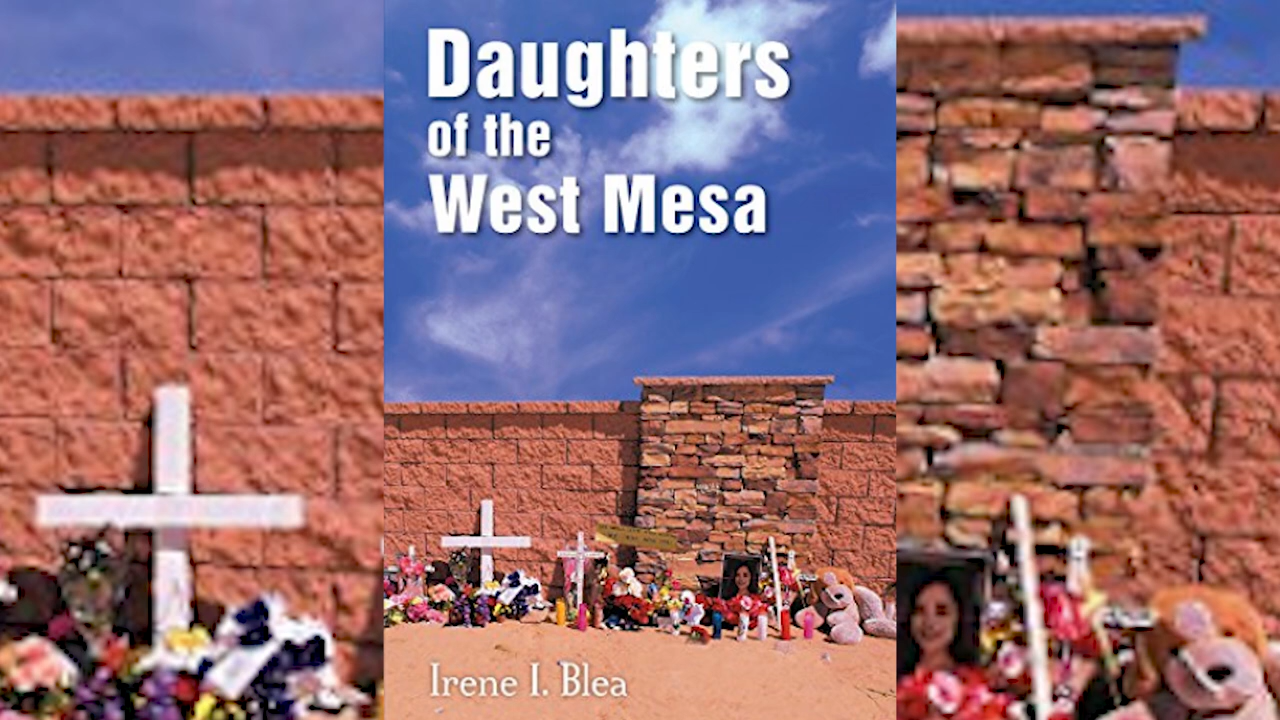 Daughters
of the
West Mesa
Irene I. Blea